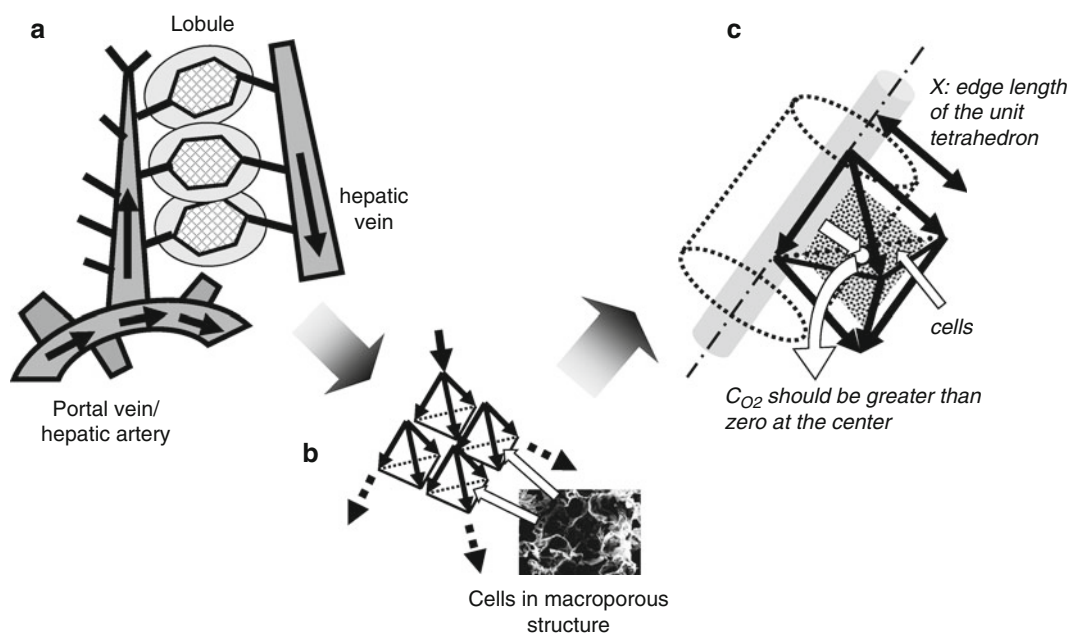 a
Lobule
hepatic
vein
Portal vein/
hepatic artery
b
Cells in macroporous
structure
c
X: edge length
of the unit
tetrahedron
cells
CO2 should be greater than
zero at the center